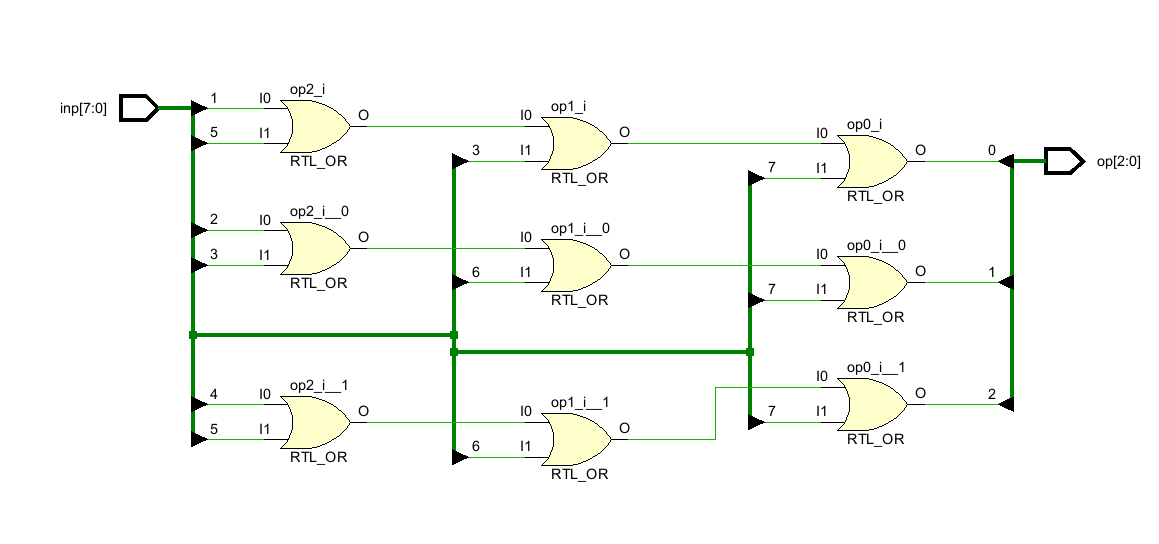 op2_i
inp[7:0]
1 I0
O
5 I1
RTL_OR
op1_i
I0
O
3 I1
RTL_OR
op0_i
I0
O
7 I1
RTL_OR
0
op[2:0]
op2_i__0
2 I0
O
3 I1
RTL_OR
op1_i__0
I0
O
6 I1
RTL_OR
op0_i__0
I0
O
7 I1
RTL_OR
1
op2_i__1
4 I0
O
5 I1
RTL_OR
op1_i__1
I0
O
6 I1
RTL_OR
op0_i__1
I0
O
7 I1
RTL_OR
2